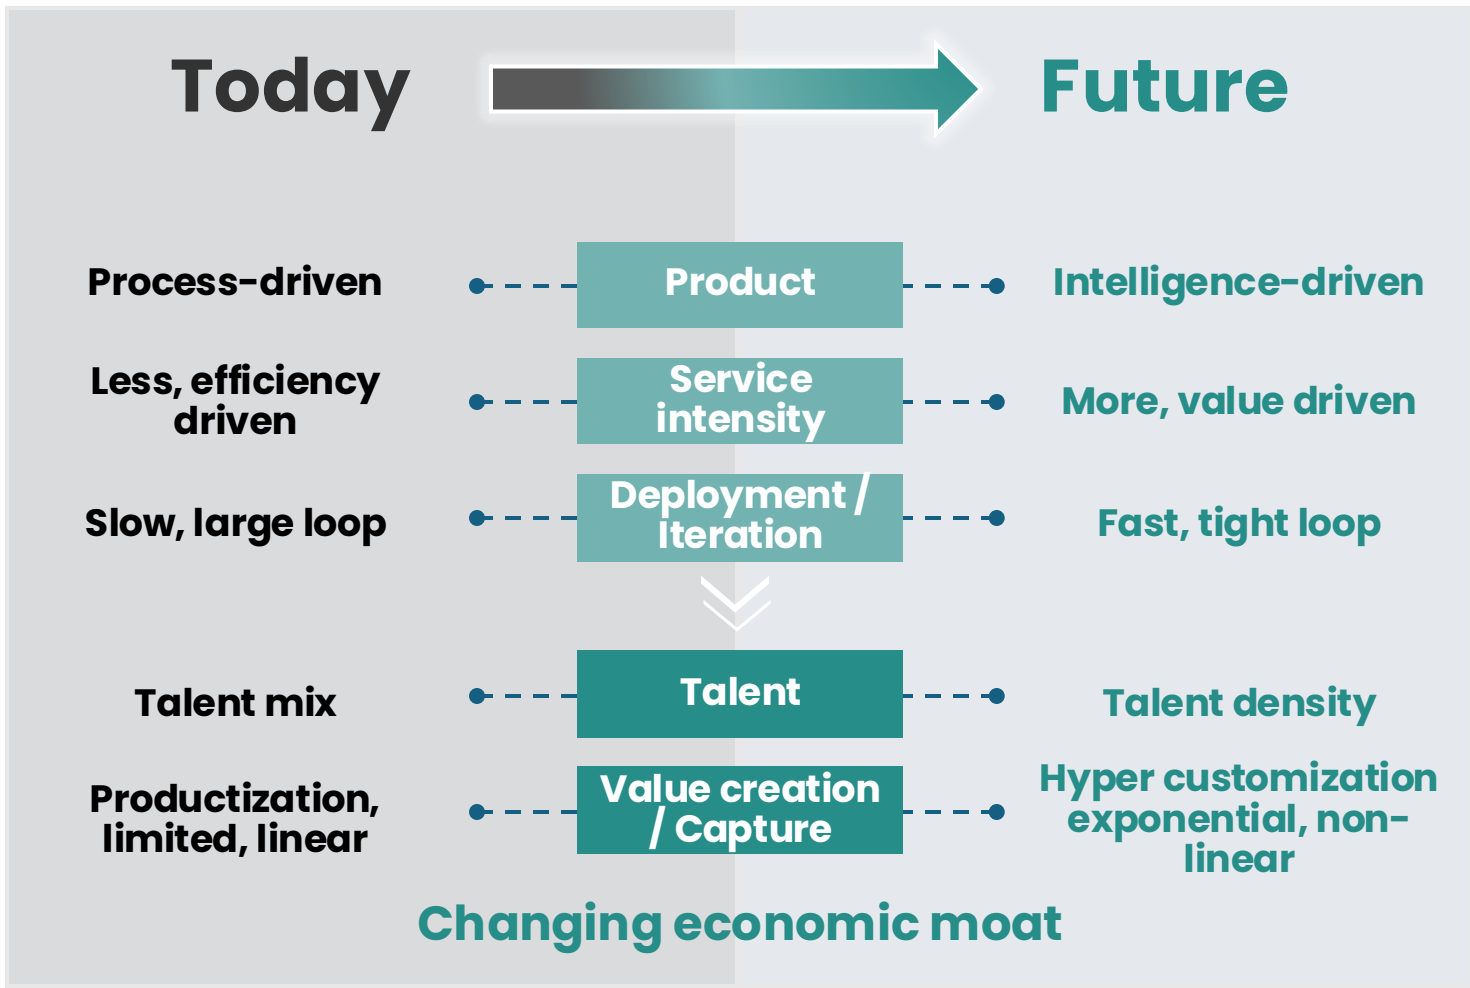 Today
Future
Process-driven
Product
Intelligence-driven
Less, efficiency
driven
Service
intensity
More, value driven
Slow, large loop
Deployment /
Iteration
Fast, tight loop
Talent mix
Talent
Talent density
Productization,
limited, linear
Value creation
/ Capture
Hyper customization
exponential, non-
linear
Changing economic moat